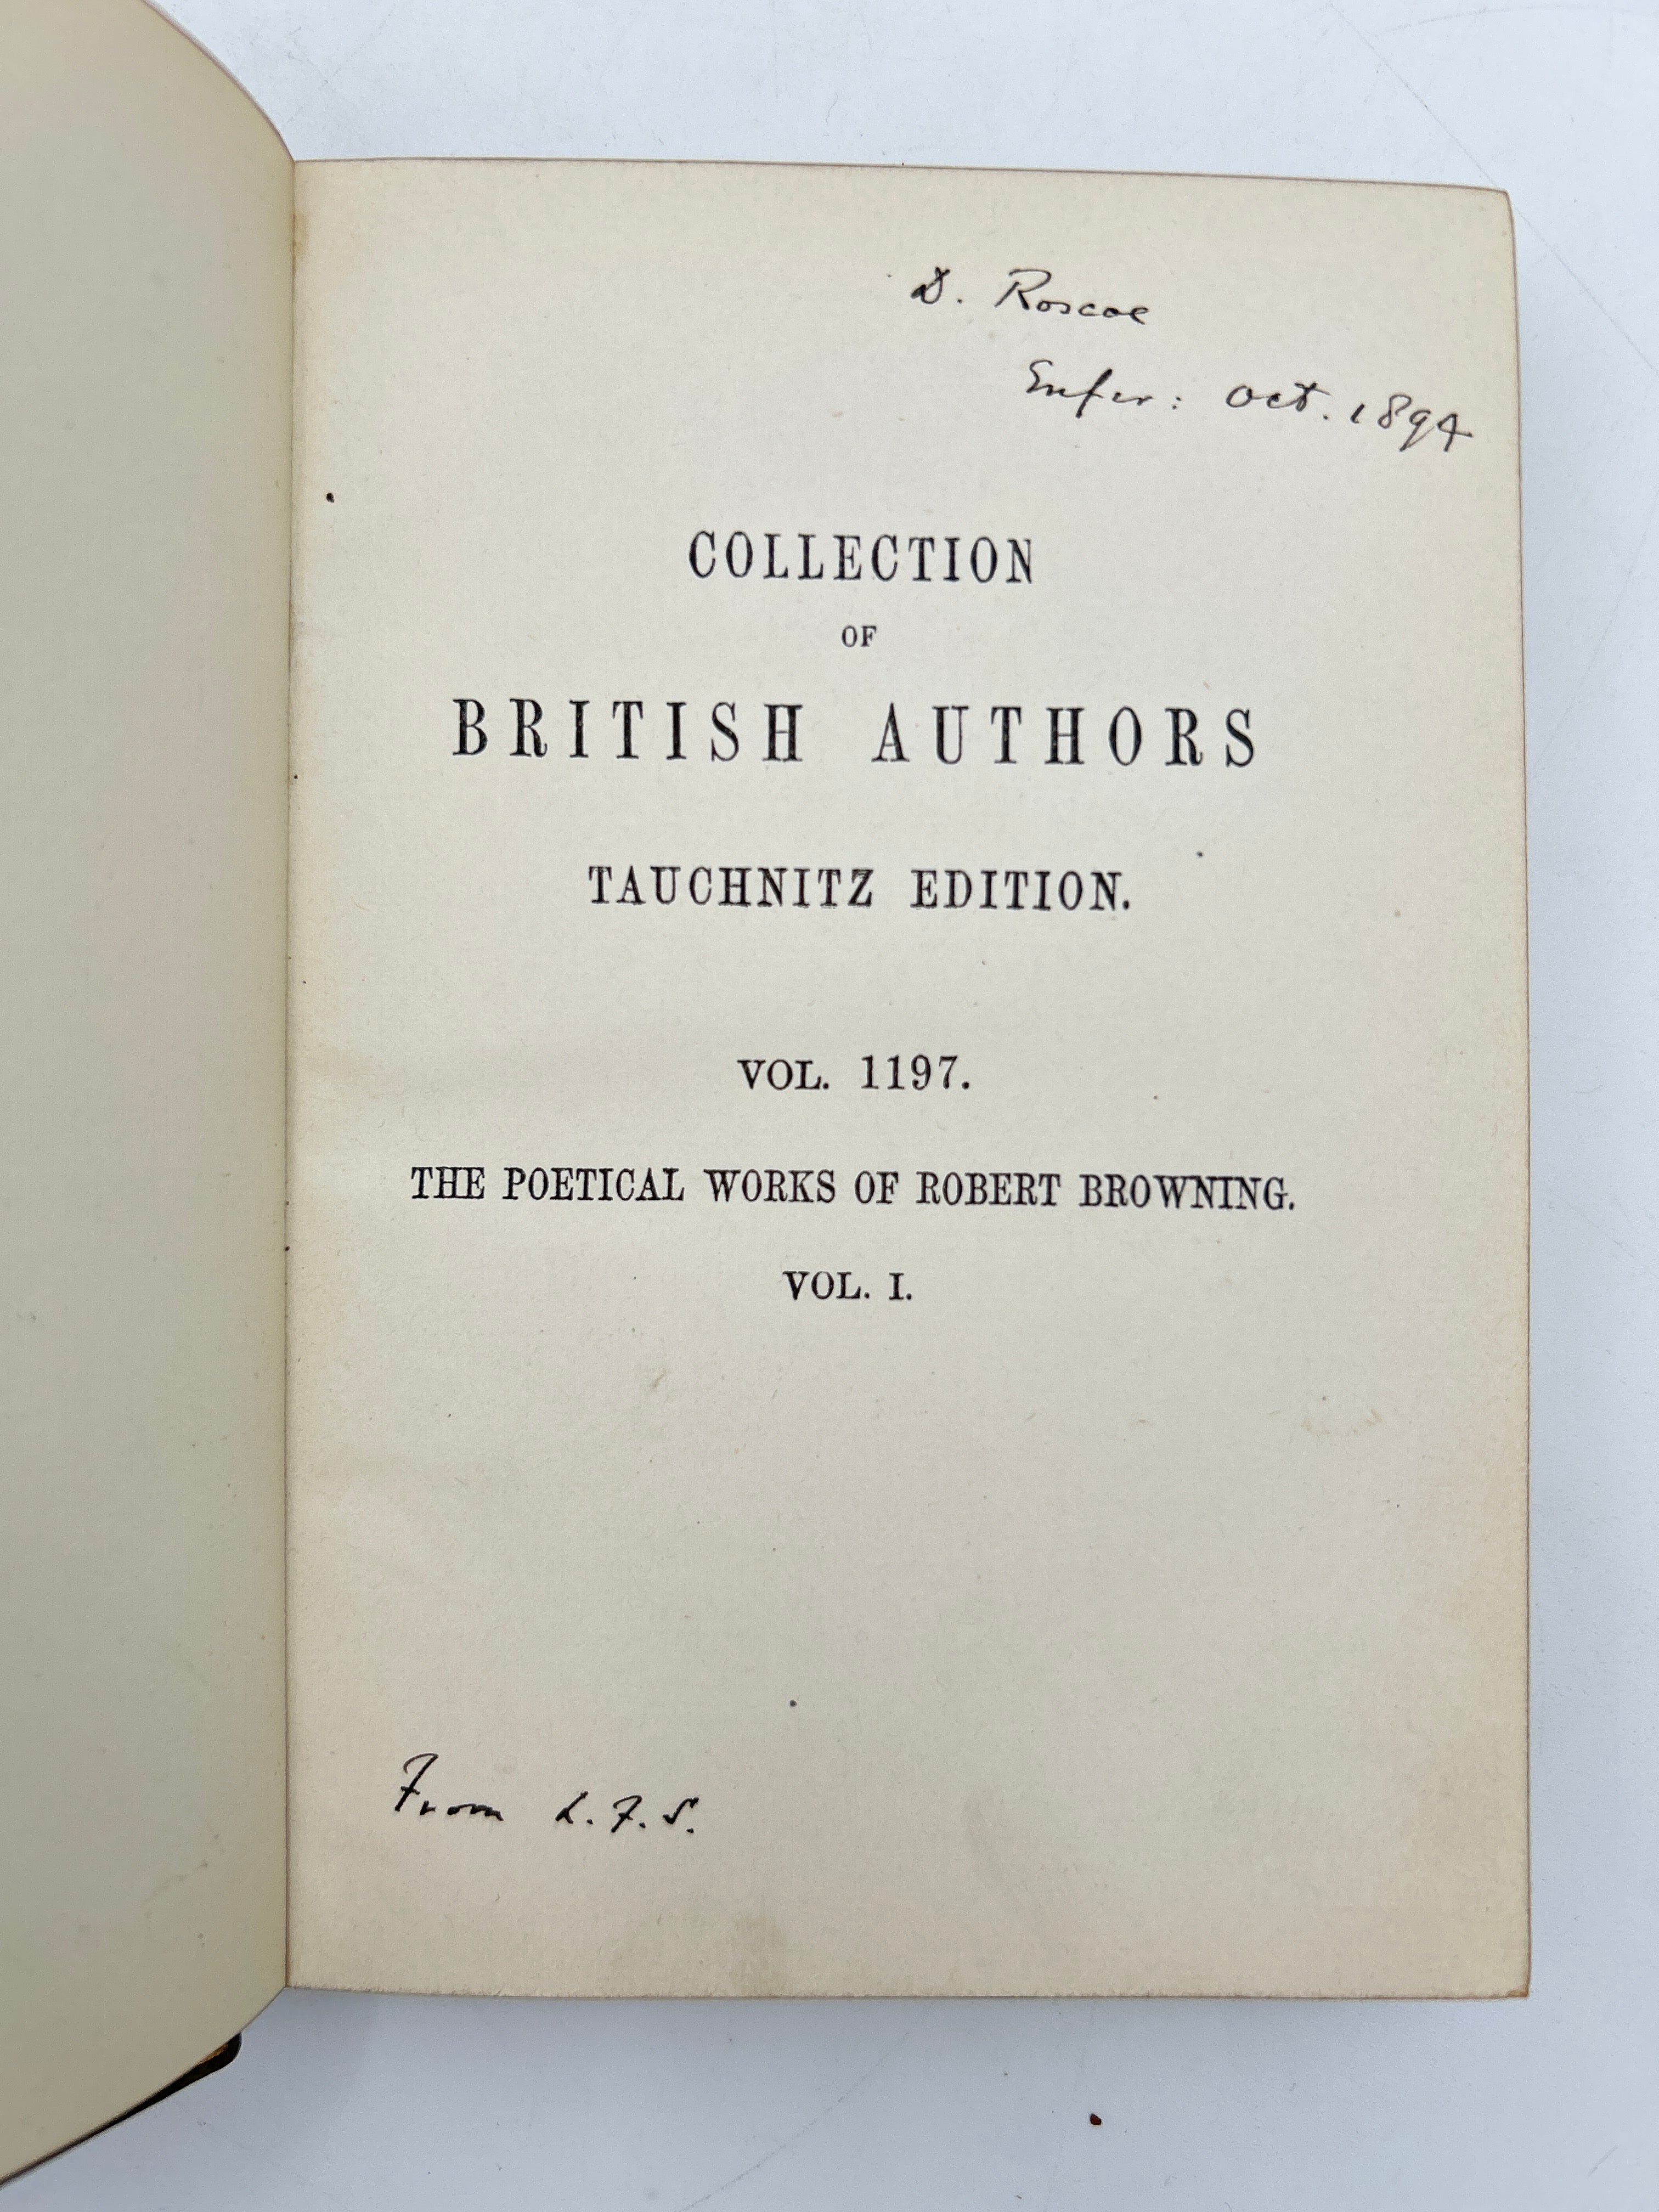 D. Roscoe
Oct. 1894
COLLECTION
OF
BRITISH AUTHORS
TAUCHNITZ EDITION.
VOL. 1197.
THE POETICAL WORKS OF ROBERT BROWNING.
VOL. I.
From L.F.S.